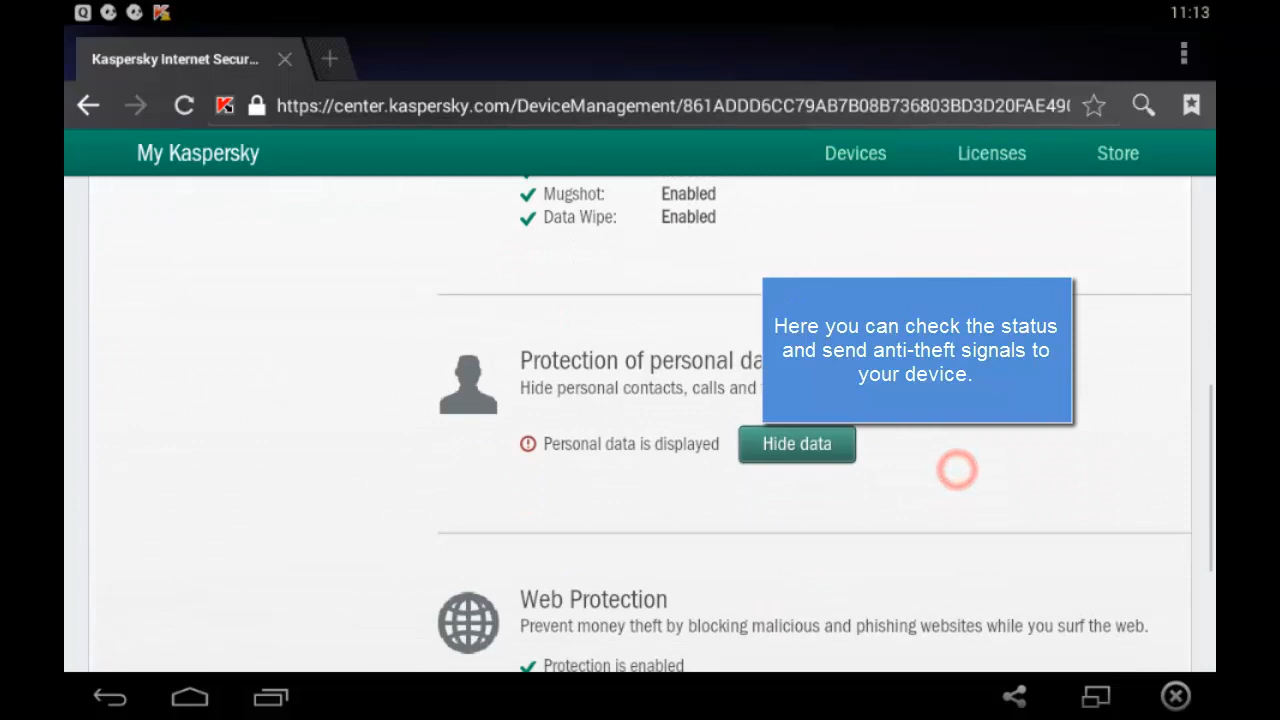 11:13
Kaspersky Internet Secur...
https://center.kaspersky.com/DeviceManagement/861ADDD6CC79AB7B08B736803BD3D20FAE49(
My Kaspersky
Devices
Licenses
Store
Mugshot: Enabled
Data Wipe: Enabled
Here you can check the status
and send anti-theft signals to
your device.
Protection of personal da
Hide personal contacts, calls and
Personal data is displayed
Hide data
Web Protection
Prevent money theft by blocking malicious and phishing websites while you surf the web.
Protection is enabled